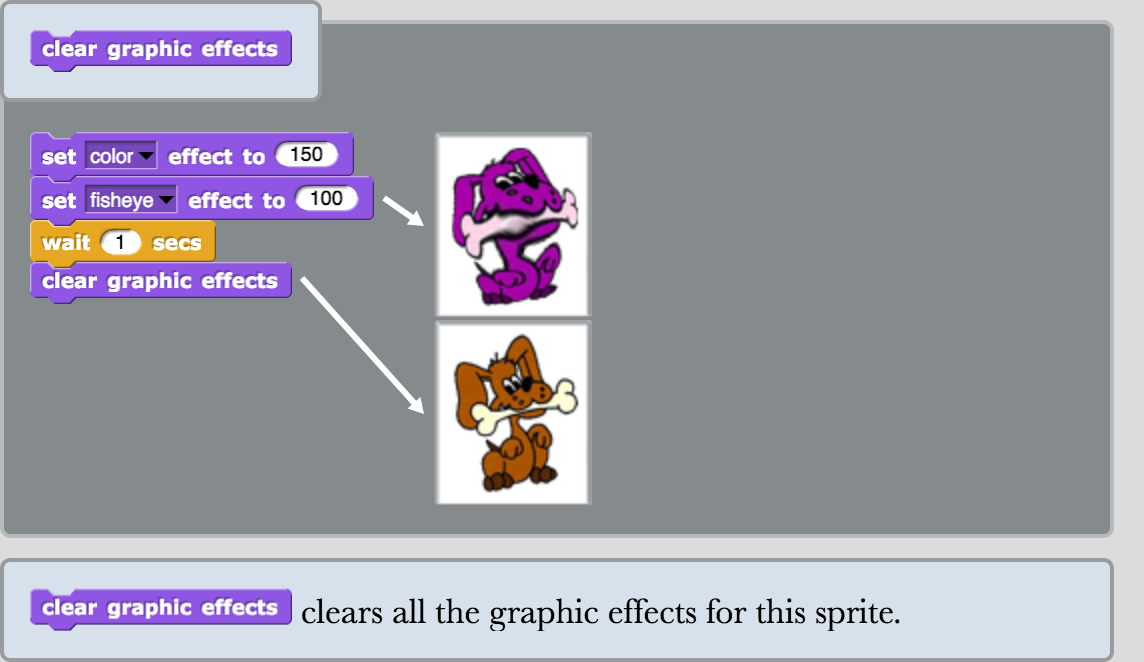 clear graphic effects
set color effect to 150
set fisheye effect to 100
wait 1 secs
clear graphic effects
clear graphic effects clears all the graphic effects for this sprite.